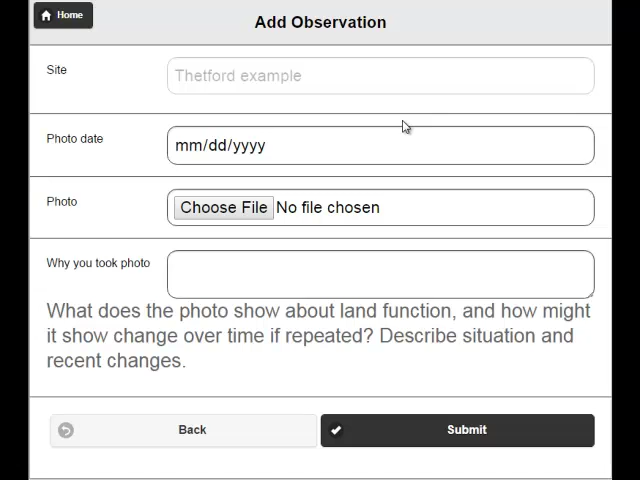 Home
Add Observation
Site
Thetford example
Photo date
mm/dd/yyyy
Photo
Choose File No file chosen
Why you took photo
What does the photo show about land function, and how might
it show change over time if repeated? Describe situation and
recent changes.
Back
Submit